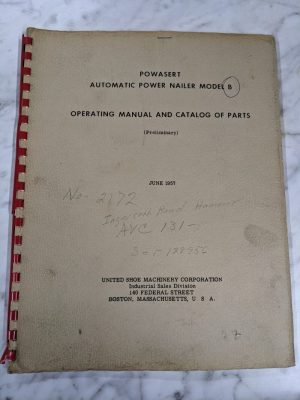 POWASERT
AUTOMATIC POWER NAILER MODEL B
OPERATING MANUAL AND CATALOG OF PARTS
(Preliminary)
JUNE 1957
No- 2172
Ingersoll Rand Hammer
AVC 131-
UNITED SHOE MACHINERY CORPORATION
Industrial Sales Division
140 FEDERAL STREET
BOSTON, MASSACHUSETTS, U. S. A.